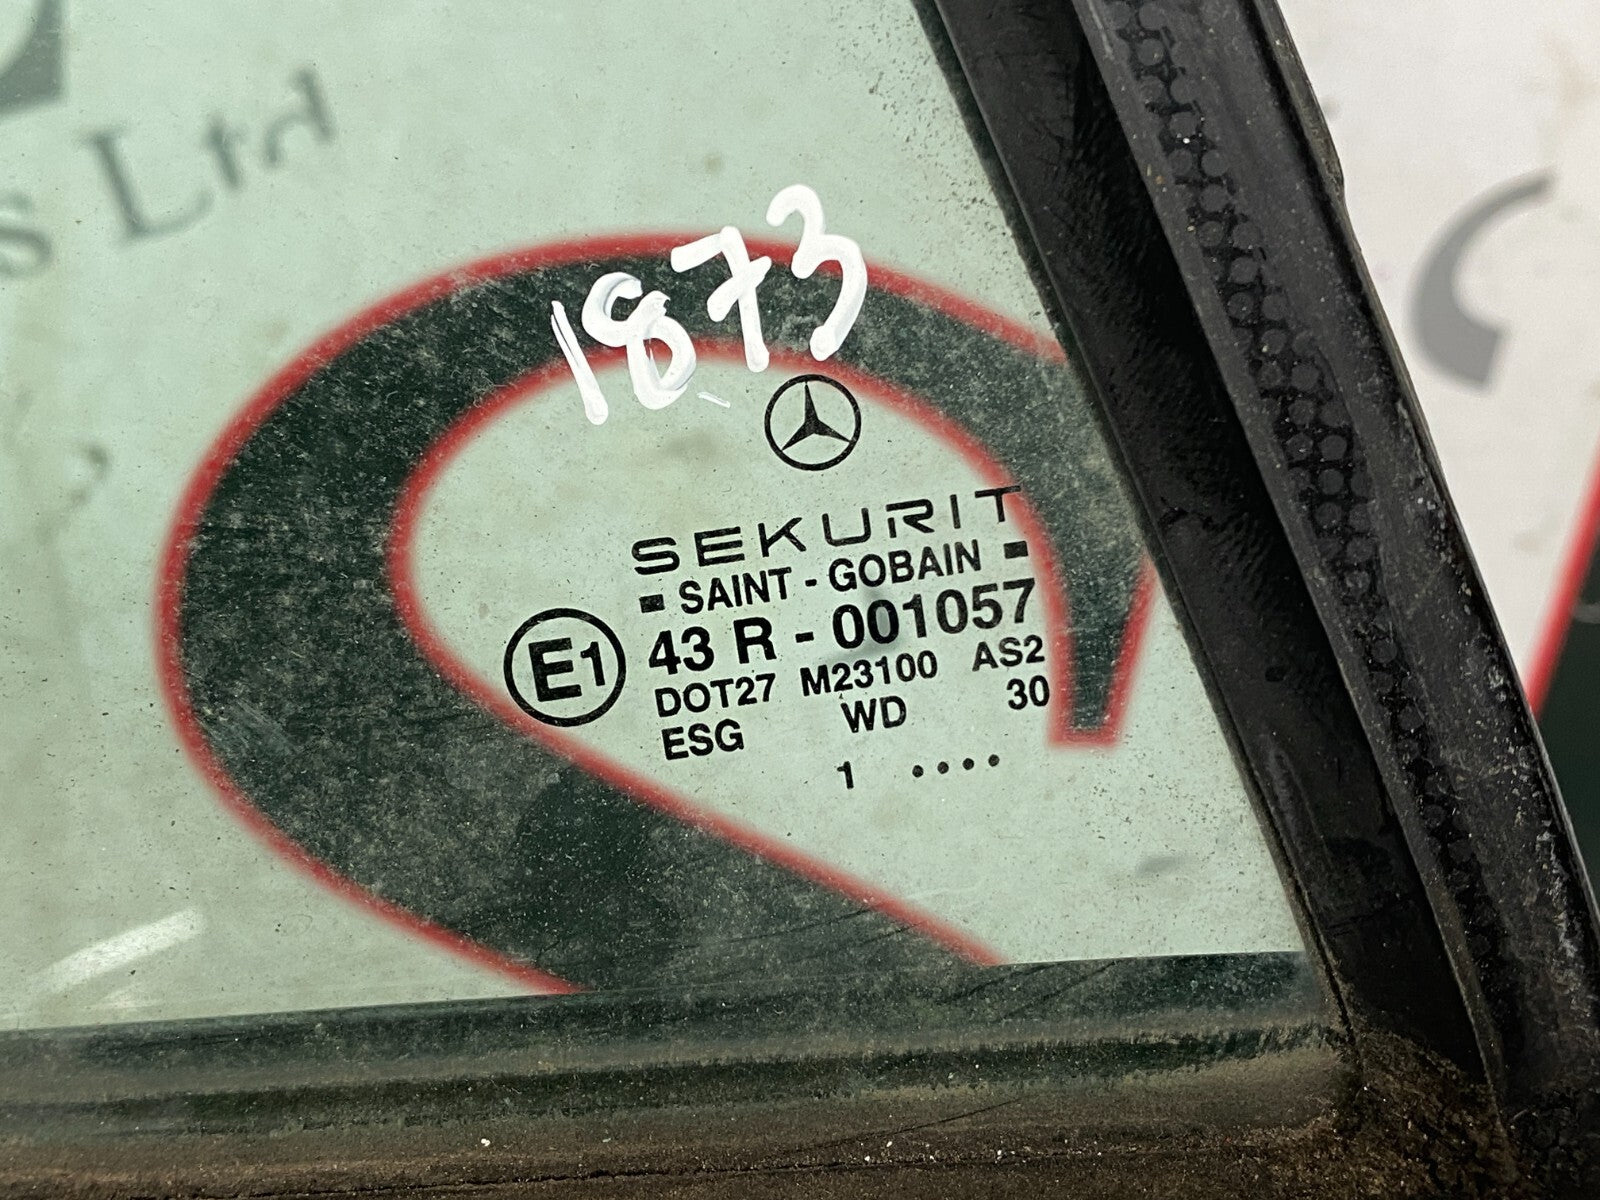 s Ltd
1873
SEKURIT
SAINT - GOBAIN
E1 43 R - 001057
DOT27 M23100 AS2
ESG WD 30
1 ....